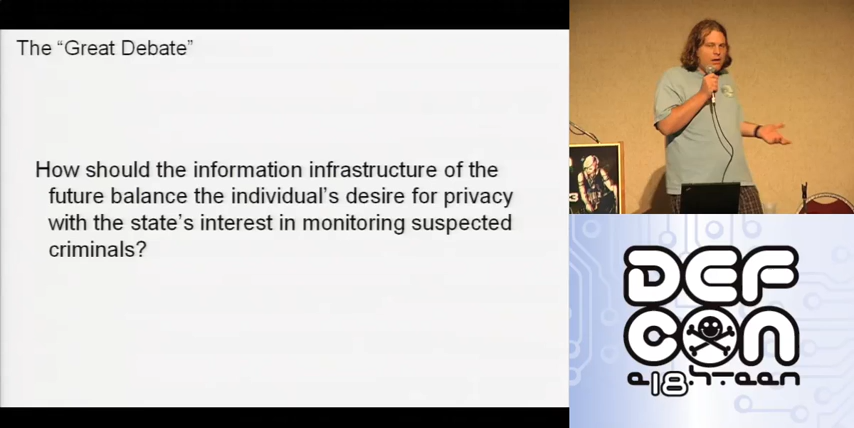 The “Great Debate”
How should the information infrastructure of the
future balance the individual’s desire for privacy
with the state’s interest in monitoring suspected
criminals?
DEF
CON
18